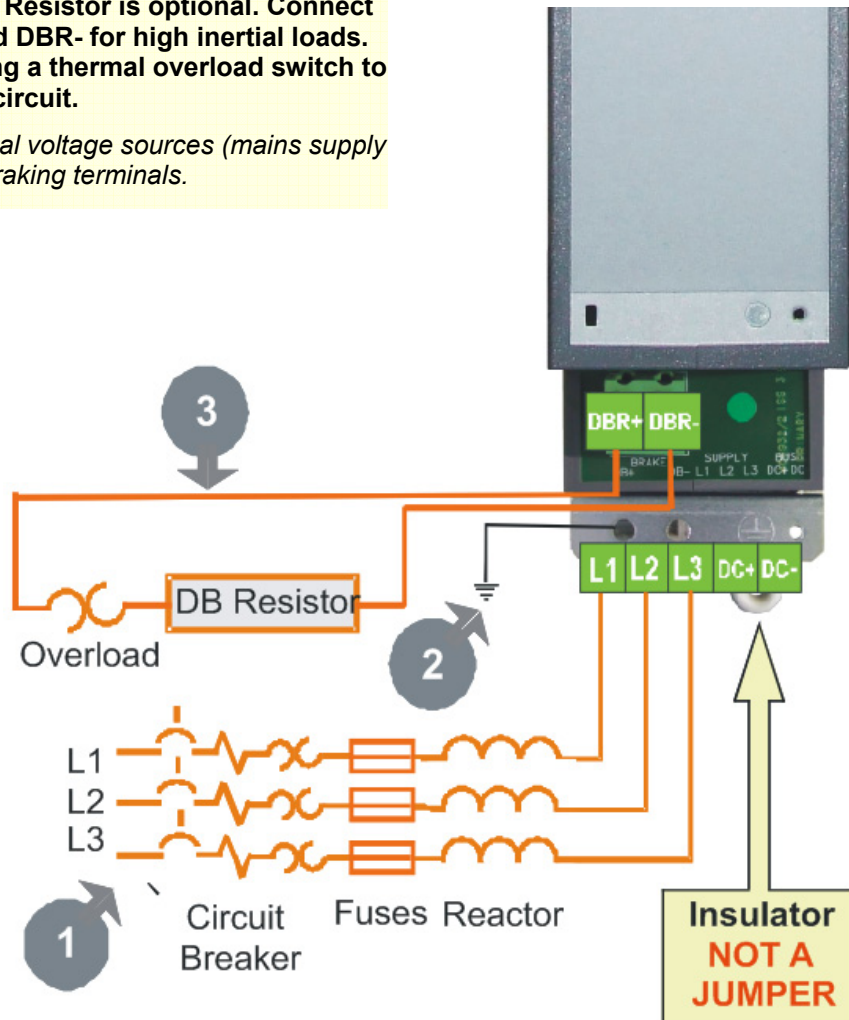 Resistor is optional. Connect
d DBR- for high inertial loads.
ng a thermal overload switch to
circuit.
al voltage sources (mains supply
raking terminals.
3
DBR+ DBR-
BRAKE SUPPLY BUS
DB- L1 L2 L3 DC+ DC
L1 L2 L3 DC+ DC-
DB Resistor
Overload
2
L1
L2
L3
1
Circuit
Breaker
Fuses Reactor
Insulator
NOT A
JUMPER